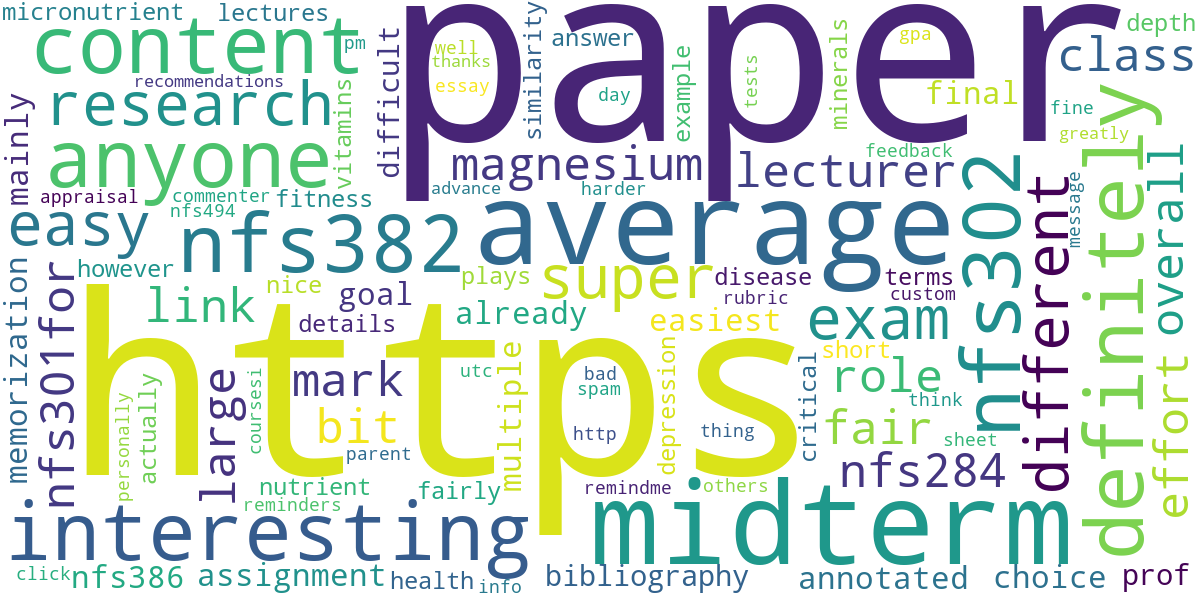 micronutrient
lectures
content
pm
difficult
well
thanks
essay
answer
similarity
paper
day
example
tests
minerals
gpa
depth
class
final
fine
greatly
recommendations
research
vitamins
mainly
anyone
magnesium
lecturer
feedback
definitely
appraisal
commenter
nfs494
fitness
advance
harder
nfs302
different
message
overall
easy
nfs382
average
however
memorization
nfs301for
plays
super
disease
rubric
terms
custom
nice
goal
link
details
already
easiest
exam
https
short
large
mark
multiple
utc
bad
spam
depression
critical
role
think
effort
personally
actually
coursesi
bit
parent
http
thing
fair
sheet
nfs284
nutrient
reminders
fairly
remindme
others
interesting
midterm
click
nfs386
assignment
health
info
bibliography
annotated
choice
prof